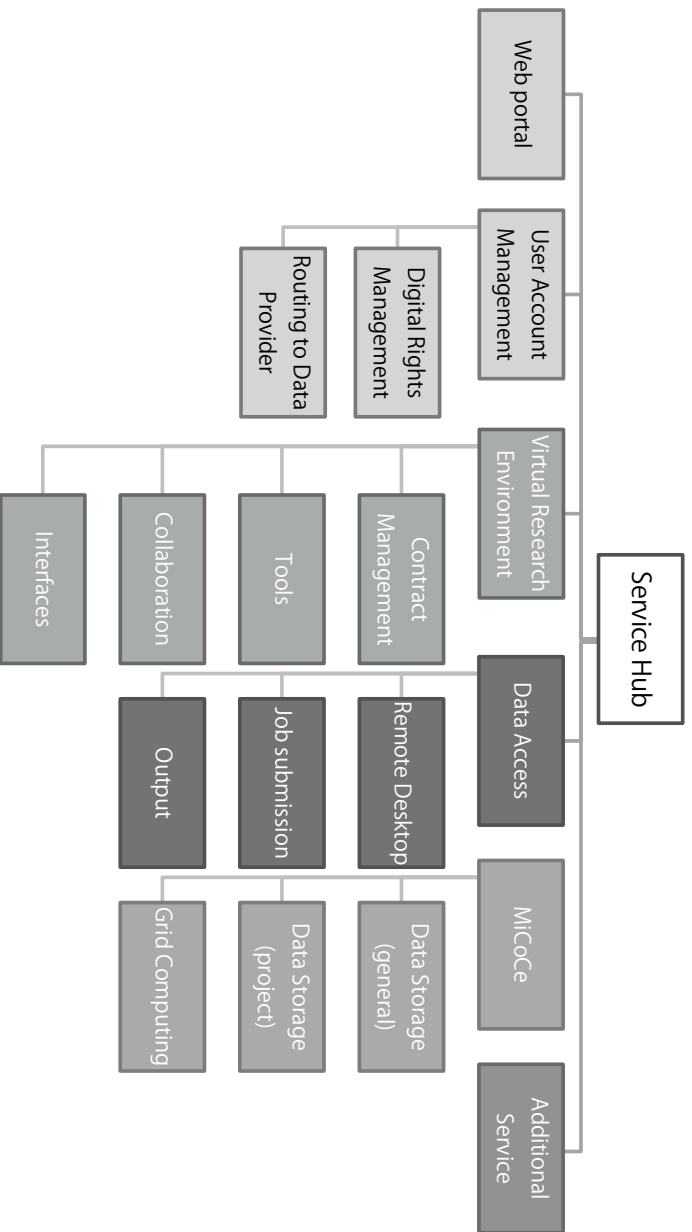 Service Hub
Web portal
User Account
Management
Digital Rights
Management
Routing to Data
Provider
Virtual Research
Environment
Contract
Management
Tools
Collaboration
Interfaces
Data Access
Remote Desktop
Job submission
Output
MiCoCe
Data Storage
(general)
Data Storage
(project)
Grid Computing
Additional
Service